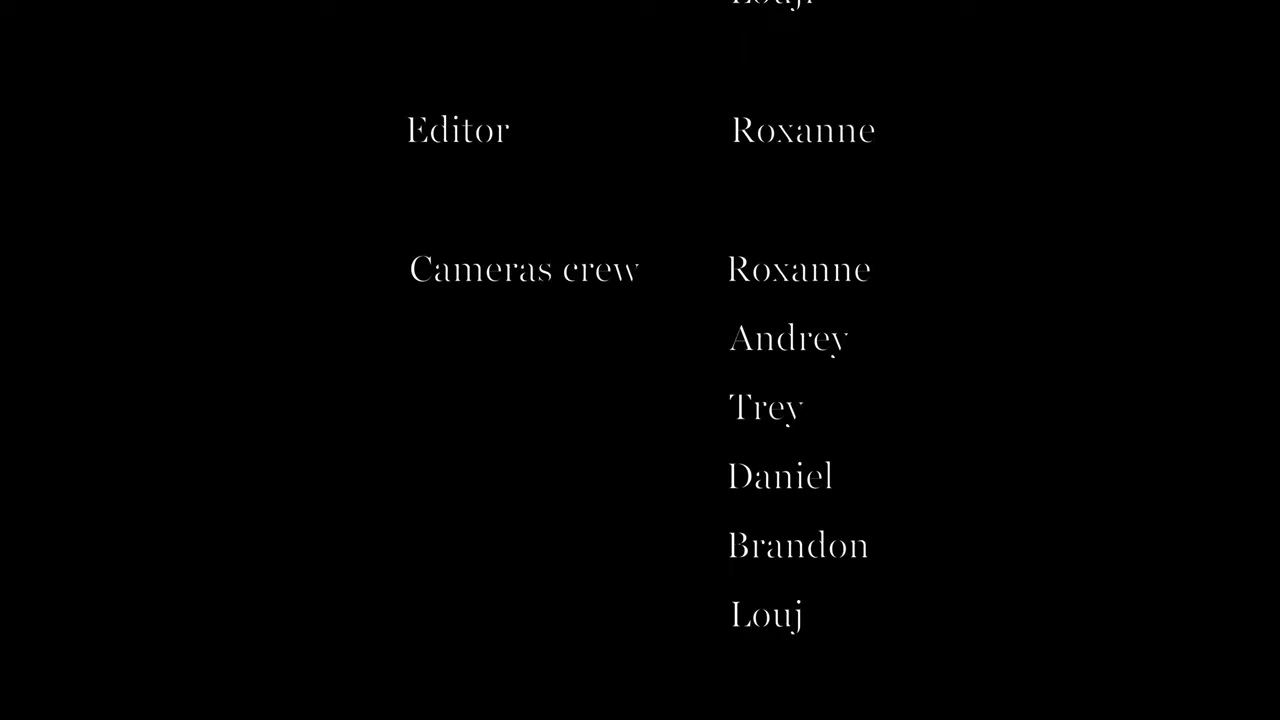 Editor Roxanne
Cameras crew Roxanne
Andrey
Trey
Daniel
Brandon
Louj